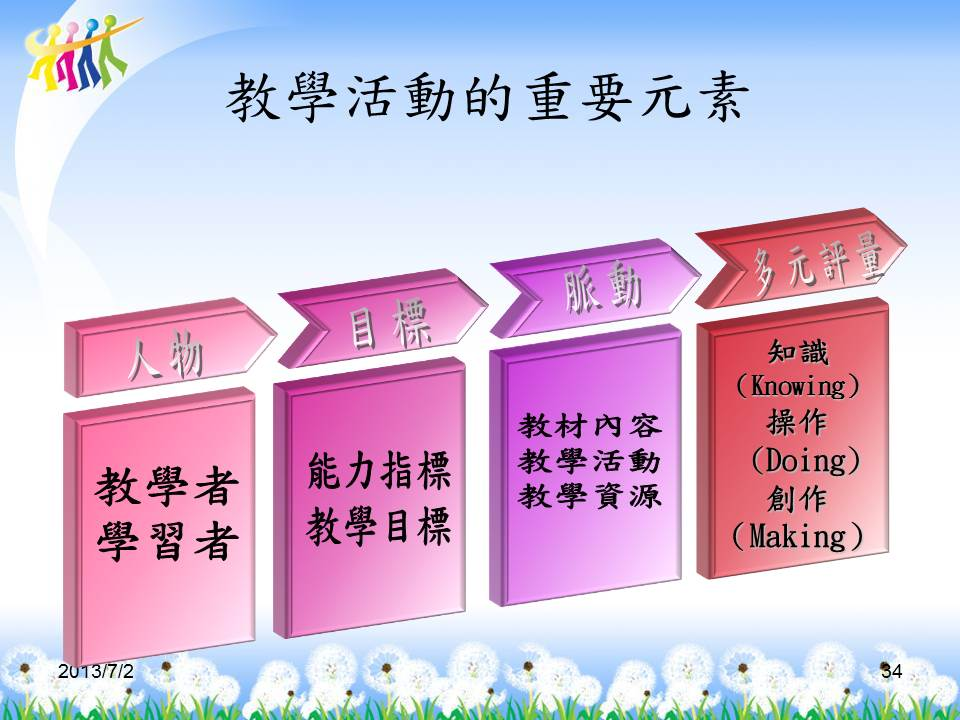 教學活動的重要元素
人物
教學者
學習者
目標
能力指標
教學目標
脈動
教材內容
教學活動
教學資源
多元評量
知識
（Knowing）
操作
（Doing）
創作
（Making）
2013/7/2
34